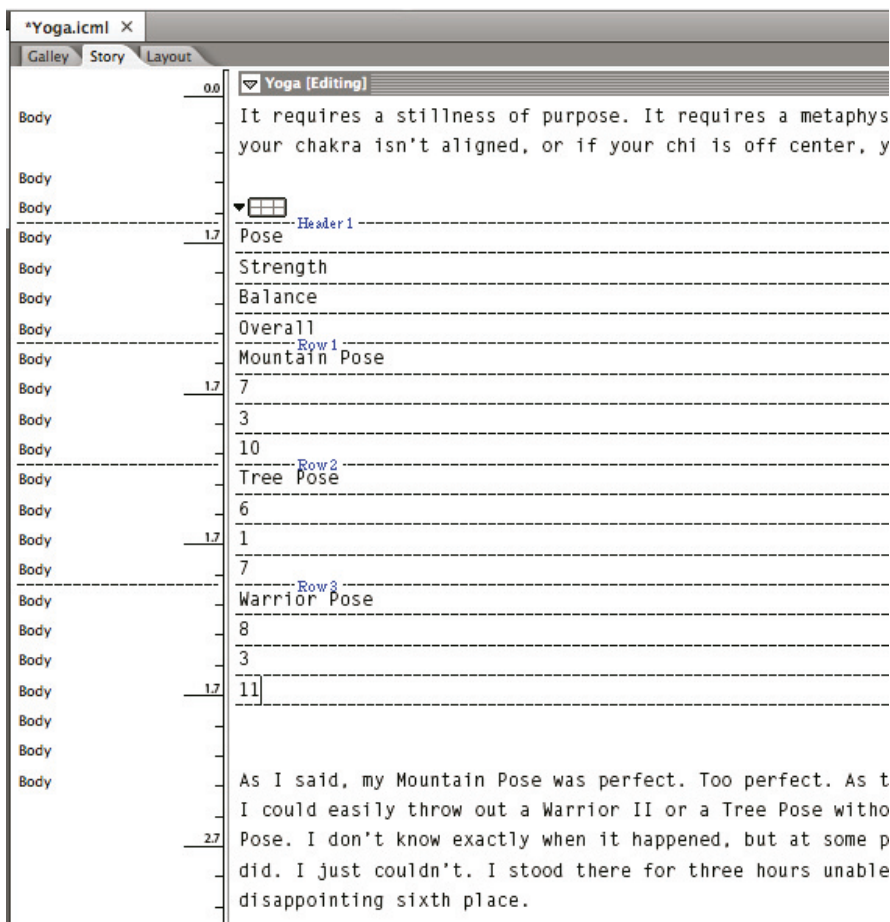 *Yoga.icml ×
Galley Story Layout
0.0 Yoga [Editing]
Body It requires a stillness of purpose. It requires a metaphys
your chakra isn't aligned, or if your chi is off center, y
Body
Body
Header 1
Body 1.7 Pose
Body Strength
Body Balance
Body Overall
Row 1
Body Mountain Pose
Body 1.7 7
Body 3
Body 10
Row 2
Body Tree Pose
Body 6
Body 1.7 1
Body 7
Row 3
Body Warrior Pose
Body 8
Body 3
Body 1.7 11
Body
Body
Body As I said, my Mountain Pose was perfect. Too perfect. As t
I could easily throw out a Warrior II or a Tree Pose witho
2.7 Pose. I don't know exactly when it happened, but at some p
did. I just couldn't. I stood there for three hours unable
disappointing sixth place.